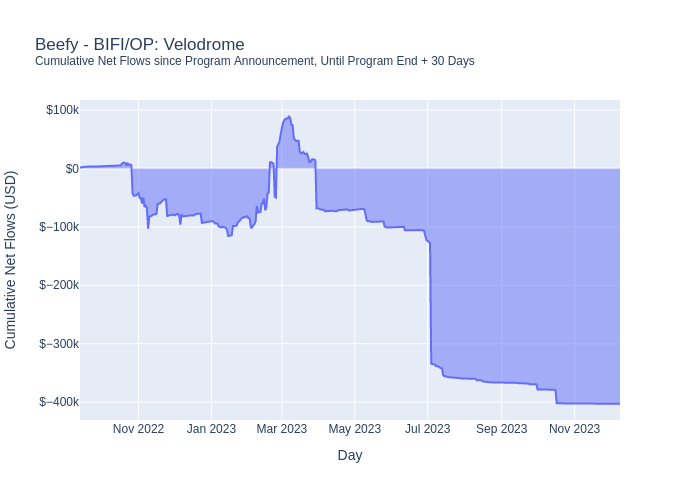 Beefy - BIFI/OP: Velodrome
Cumulative Net Flows since Program Announcement, Until Program End + 30 Days
Cumulative Net Flows (USD)
$100k
$0
$−100k
$−200k
$−300k
$−400k
Nov 2022 Jan 2023 Mar 2023 May 2023 Jul 2023 Sep 2023 Nov 2023
Day